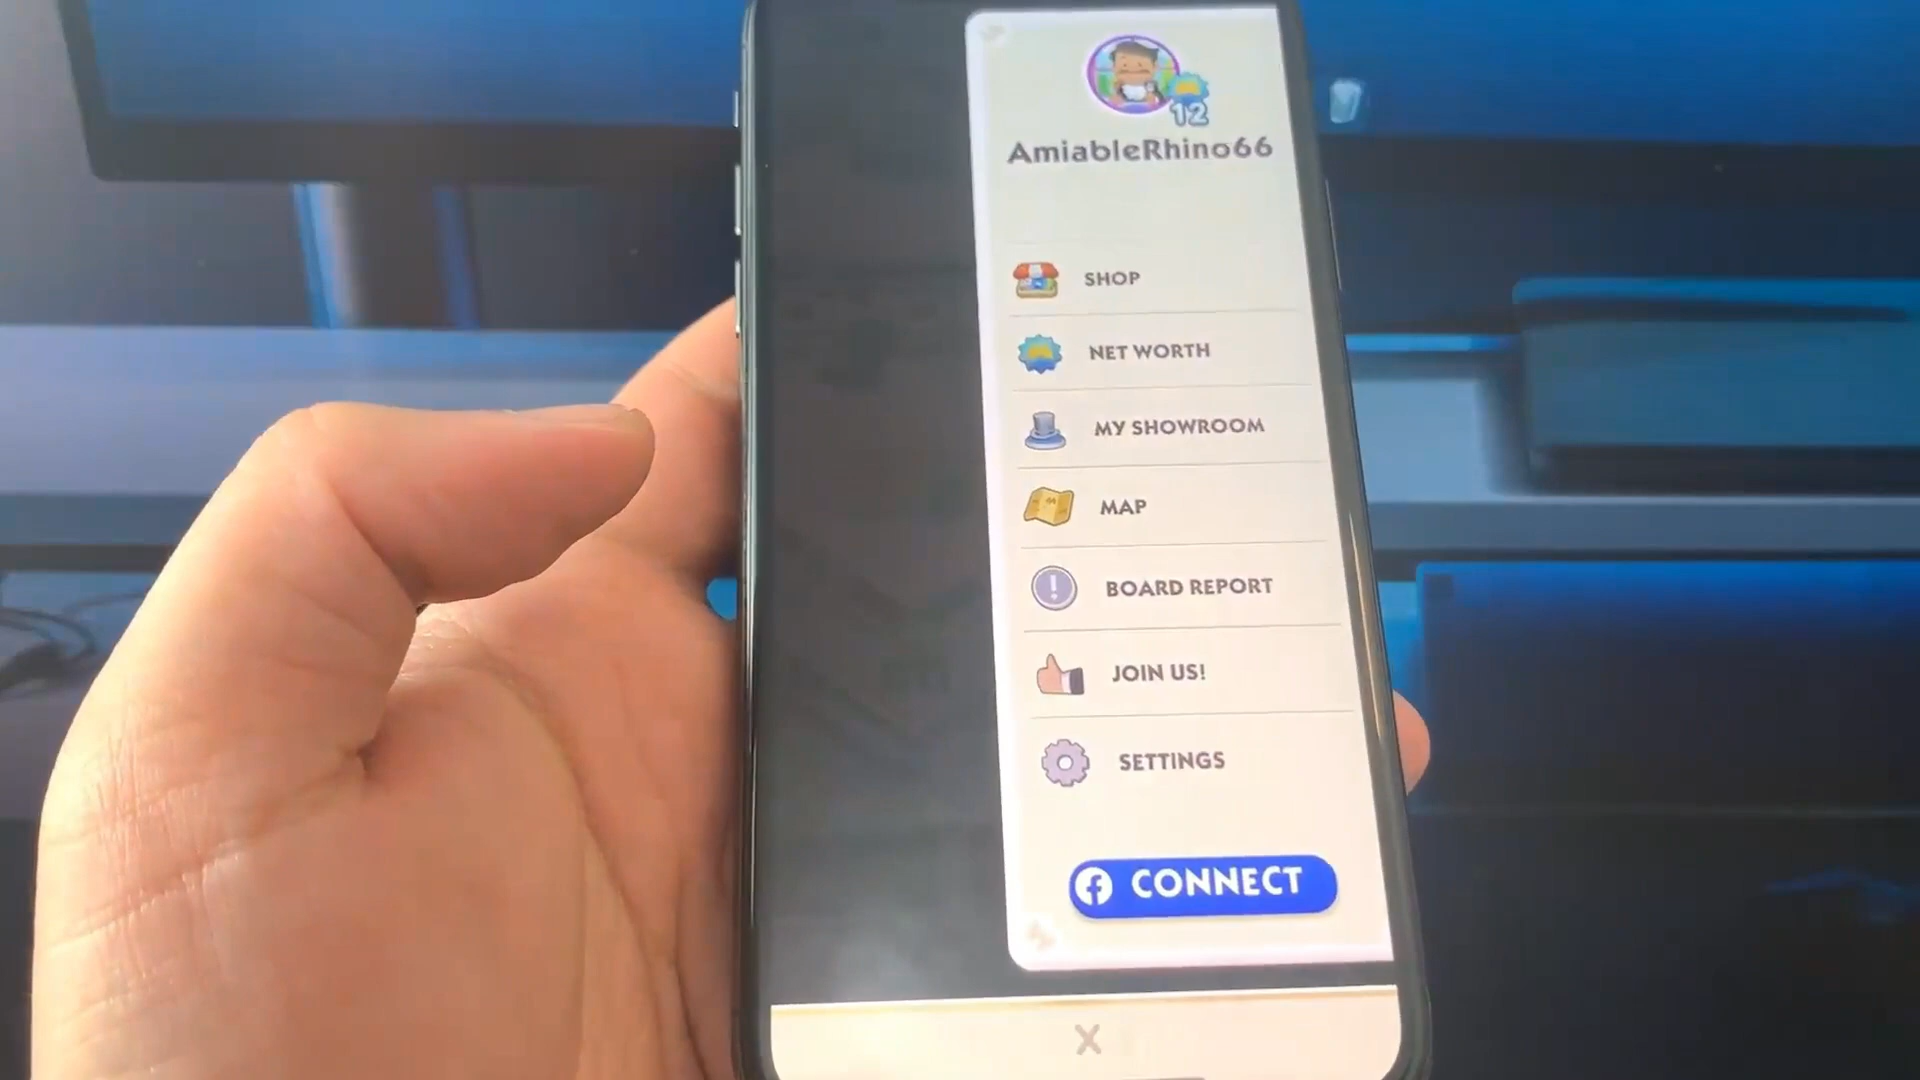 12
AmiableRhino66
SHOP
NET WORTH
MY SHOWROOM
MAP
BOARD REPORT
JOIN US!
SETTINGS
CONNECT
X